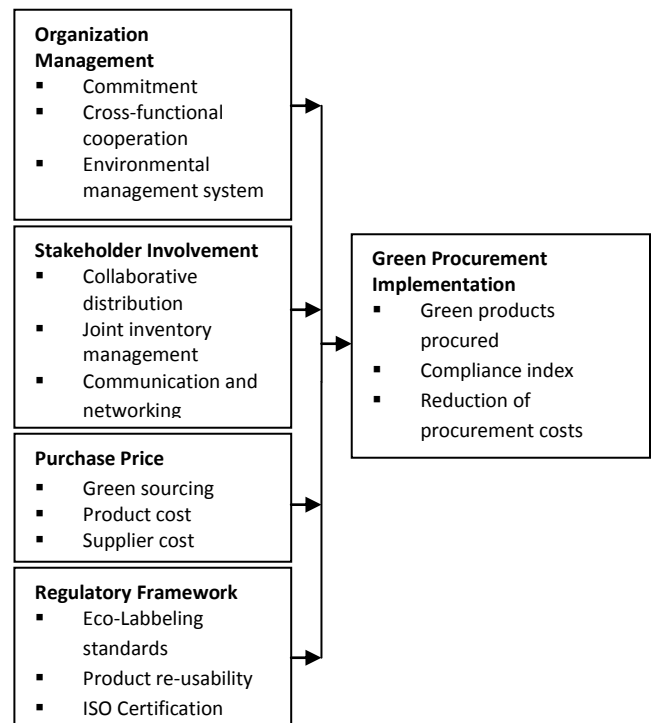 Organization
Management
▪ Commitment
▪ Cross-functional
cooperation
▪ Environmental
management system
Stakeholder Involvement
▪ Collaborative
distribution
▪ Joint inventory
management
▪ Communication and
networking
Purchase Price
▪ Green sourcing
▪ Product cost
▪ Supplier cost
Regulatory Framework
▪ Eco-Labbeling
standards
▪ Product re-usability
▪ ISO Certification
Green Procurement
Implementation
▪ Green products
procured
▪ Compliance index
▪ Reduction of
procurement costs